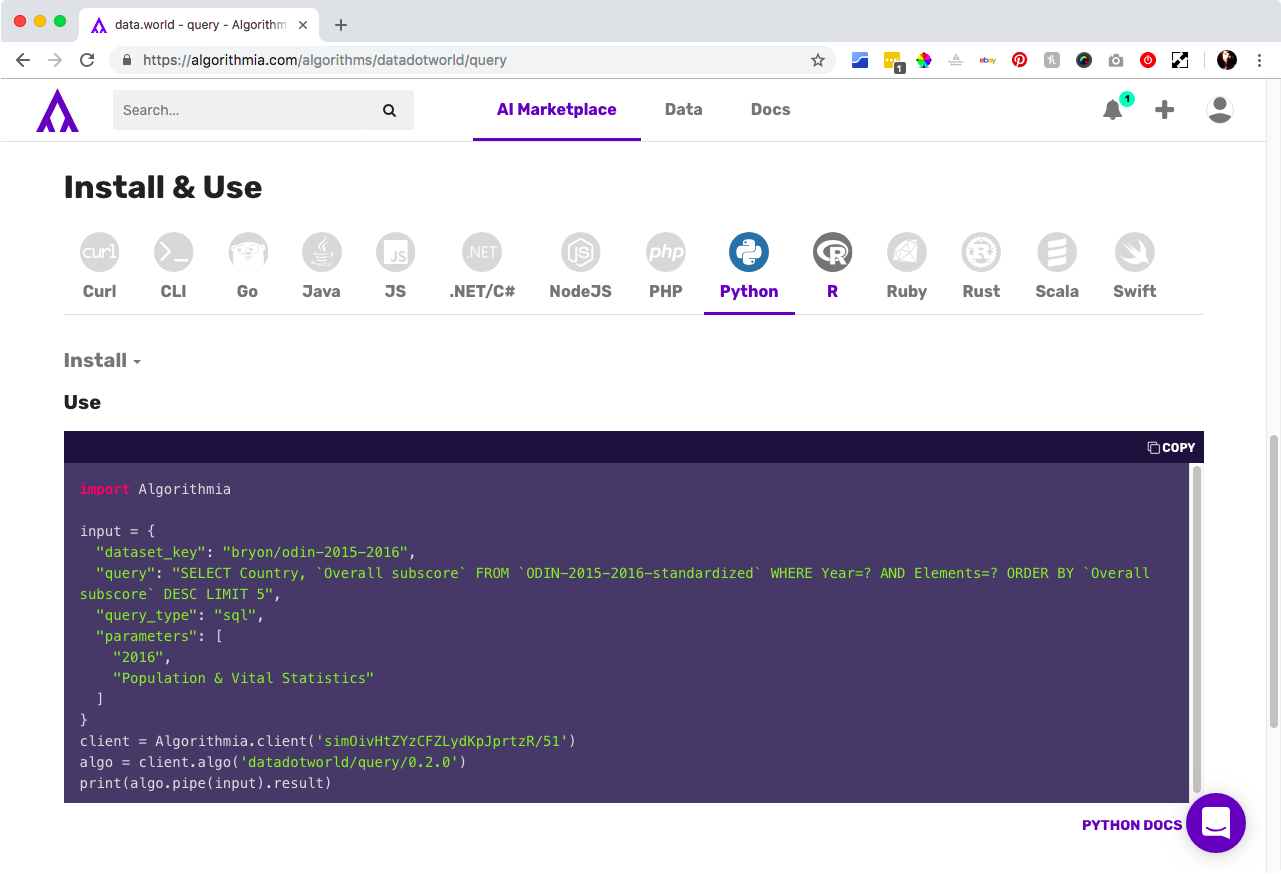 data.world - query - Algorithm
https://algorithmia.com/algorithms/datadotworld/query
1
ebay
Search...
AI Marketplace
Data
Docs
1
Install & Use
curl
.NET
JS
JS
php
R
R
Curl
CLI
Go
Java
JS
.NET/C#
NodeJS
PHP
Python
R
Ruby
Rust
Scala
Swift
Install
Use
COPY
import Algorithmia
input = {
"dataset_key": "bryon/odin-2015-2016",
"query": "SELECT Country, `Overall subscore` FROM `ODIN-2015-2016-standardized` WHERE Year=? AND Elements=? ORDER BY `Overall
subscore` DESC LIMIT 5",
"query_type": "sql",
"parameters": [
"2016",
"Population & Vital Statistics"
]
}
client = Algorithmia.client('simOivHtZYzCFZLydKpJprtzR/51')
algo = client.algo('datadotworld/query/0.2.0')
print(algo.pipe(input).result)
PYTHON DOCS